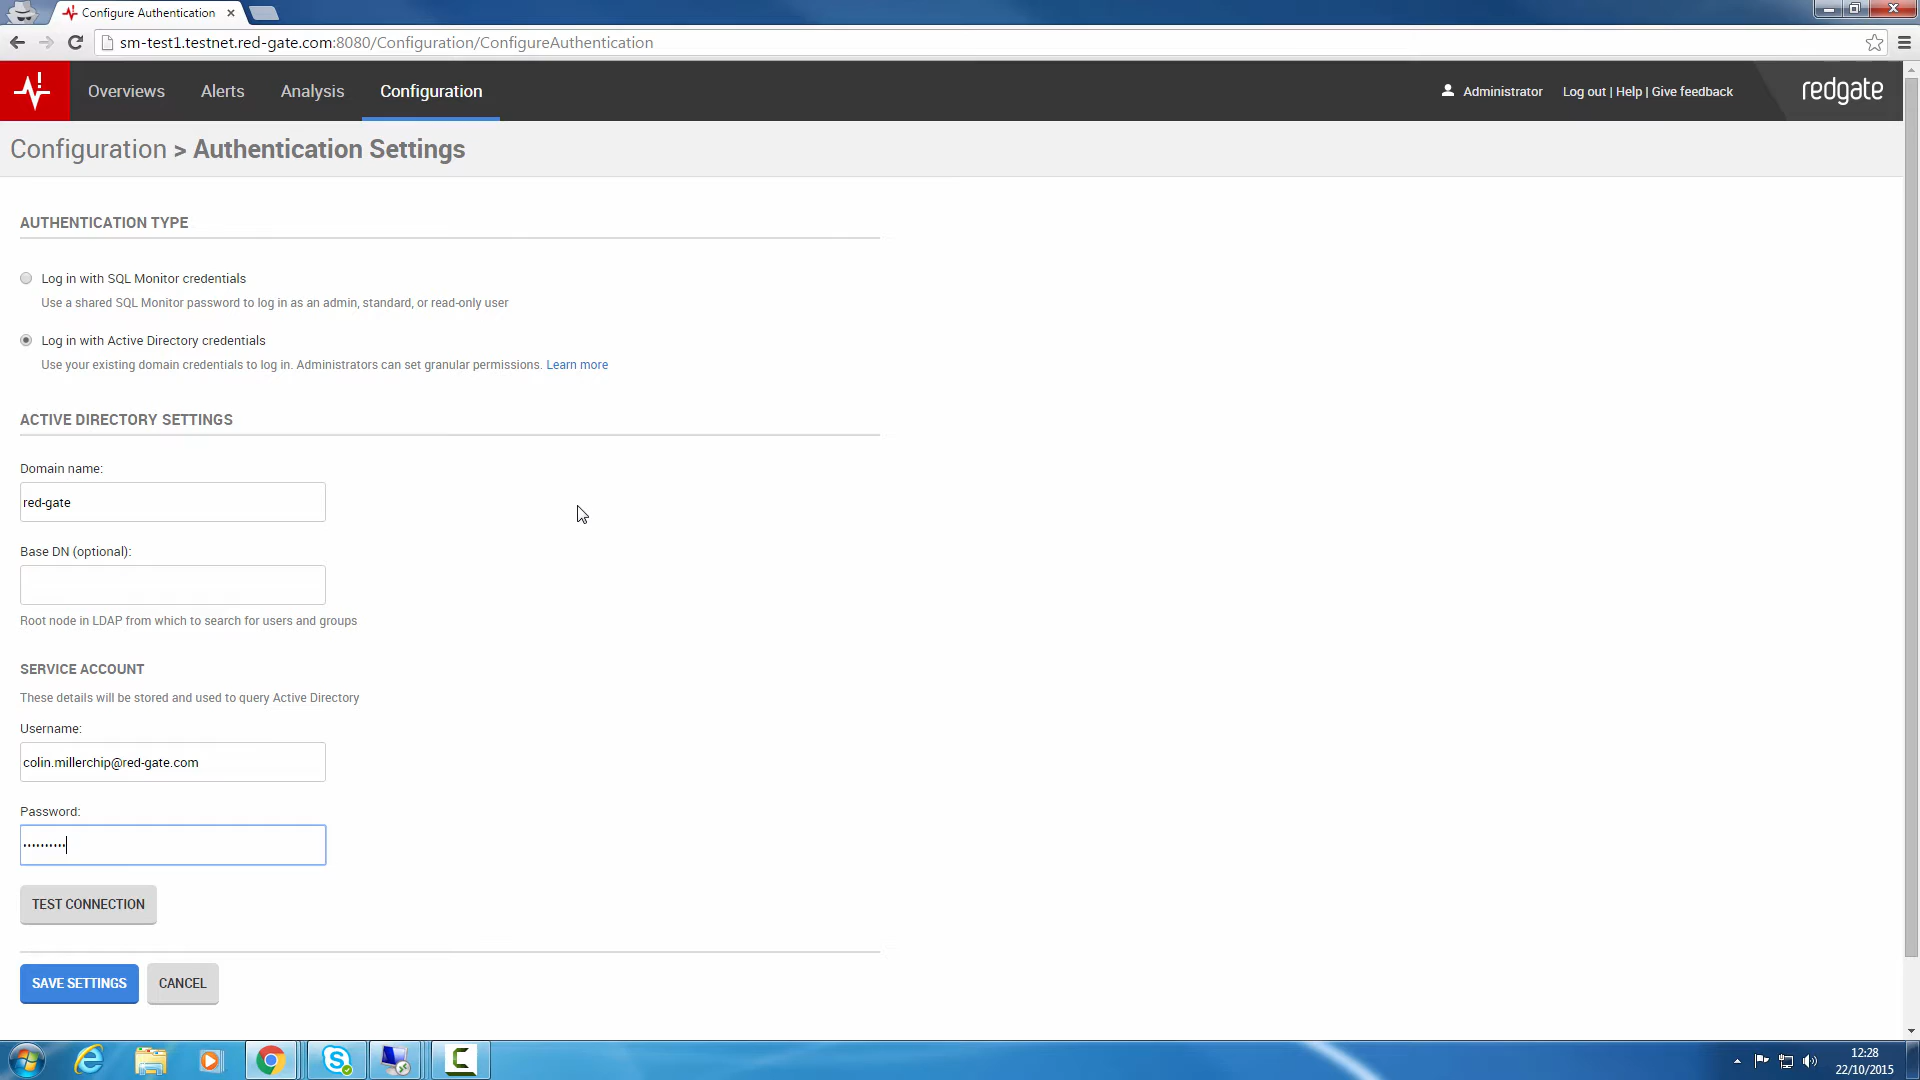 Configure Authentication
sm-test1.testnet.red-gate.com:8080/Configuration/ConfigureAuthentication
Overviews Alerts Analysis Configuration Administrator Log out | Help | Give feedback redgate
Configuration > Authentication Settings
AUTHENTICATION TYPE
Log in with SQL Monitor credentials
Use a shared SQL Monitor password to log in as an admin, standard, or read-only user
Log in with Active Directory credentials
Use your existing domain credentials to log in. Administrators can set granular permissions. Learn more
ACTIVE DIRECTORY SETTINGS
Domain name:
red-gate
Base DN (optional):
Root node in LDAP from which to search for users and groups
SERVICE ACCOUNT
These details will be stored and used to query Active Directory
Username:
colin.millerchip@red-gate.com
Password:
••••••••••
TEST CONNECTION
SAVE SETTINGS CANCEL
12:28
22/10/2015